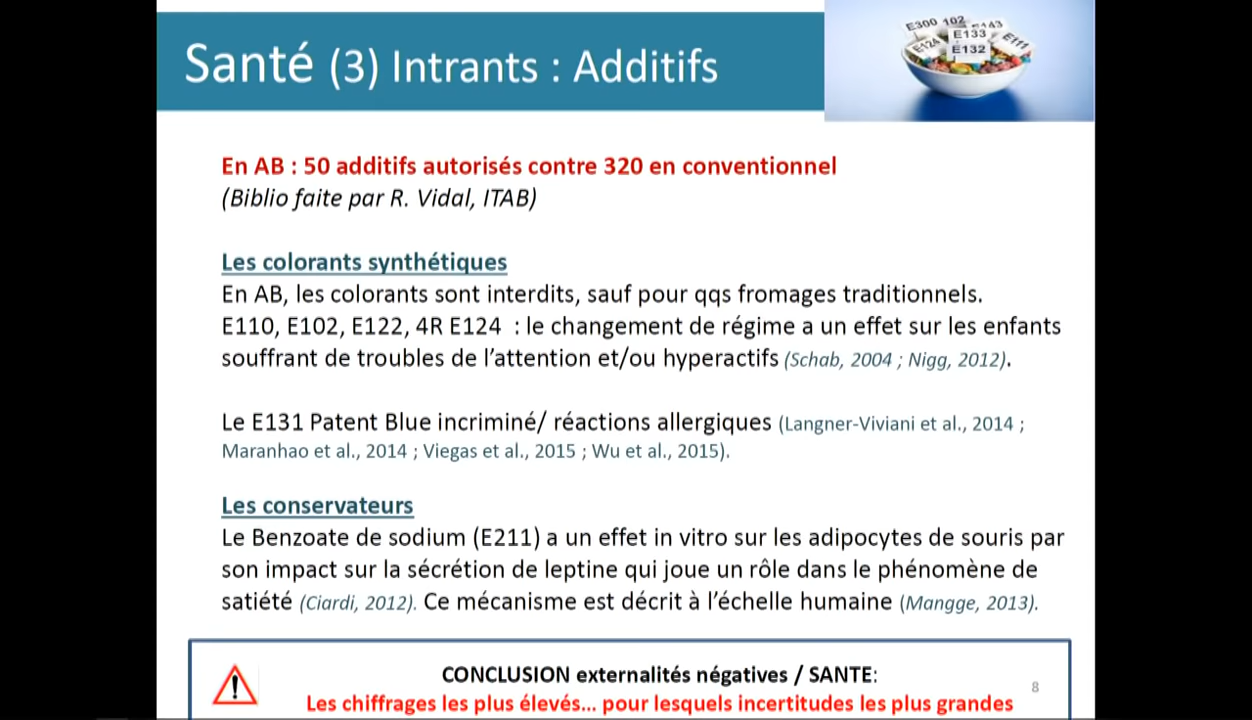 Santé (3) Intrants : Additifs
E300 102 E143
E133
E124 E132 E111
En AB : 50 additifs autorisés contre 320 en conventionnel
(Biblio faite par R. Vidal, ITAB)
Les colorants synthétiques
En AB, les colorants sont interdits, sauf pour qqs fromages traditionnels.
E110, E102, E122, 4R E124 : le changement de régime a un effet sur les enfants
souffrant de troubles de l'attention et/ou hyperactifs (Schab, 2004 ; Nigg, 2012).
Le E131 Patent Blue incriminé/ réactions allergiques (Langner-Viviani et al., 2014 ;
Maranhao et al., 2014 ; Viegas et al., 2015 ; Wu et al., 2015).
Les conservateurs
Le Benzoate de sodium (E211) a un effet in vitro sur les adipocytes de souris par
son impact sur la sécrétion de leptine qui joue un rôle dans le phénomène de
satiété (Ciardi, 2012). Ce mécanisme est décrit à l'échelle humaine (Mangge, 2013).
CONCLUSION externalités négatives / SANTE:
Les chiffrages les plus élevés... pour lesquels incertitudes les plus grandes
8